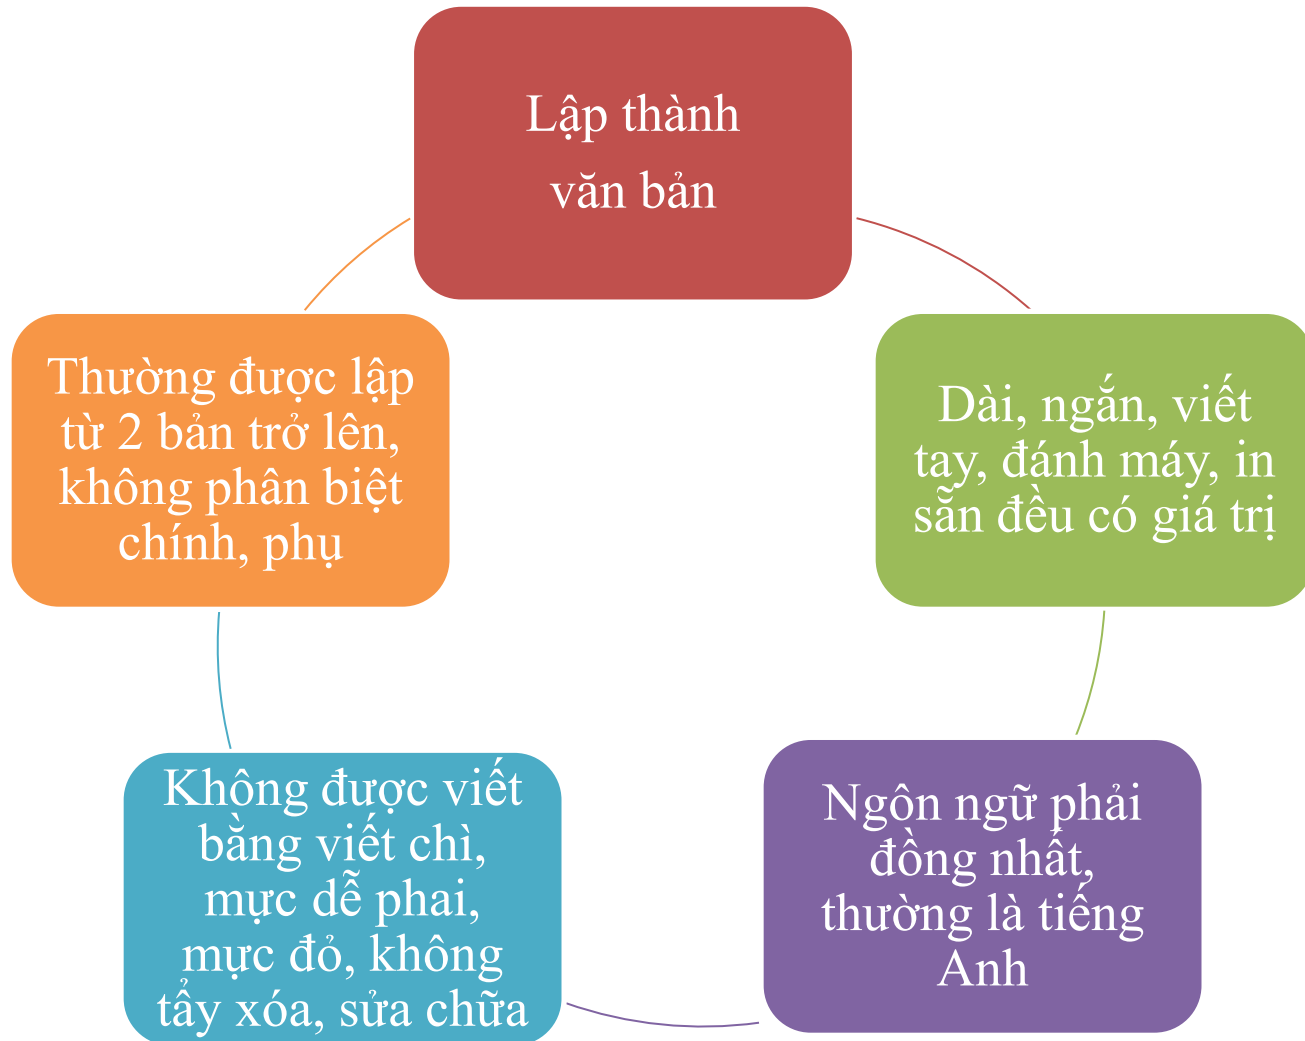 Lập thành
văn bản
Thường được lập
từ 2 bản trở lên,
không phân biệt
chính, phụ
Dài, ngắn, viết
tay, đánh máy, in
sẵn đều có giá trị
Không được viết
bằng viết chì,
mực dễ phai,
mực đỏ, không
tẩy xóa, sửa chữa
Ngôn ngữ phải
đồng nhất,
thường là tiếng
Anh